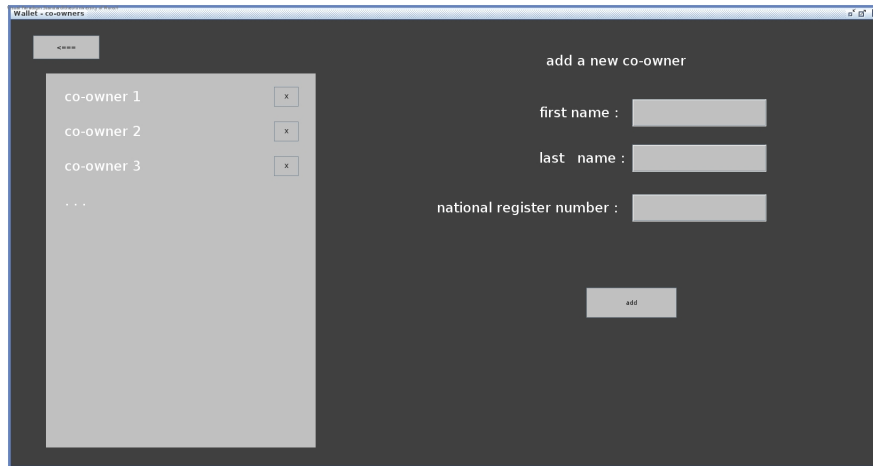 Wallet - co-owners
<===
co-owner 1
x
co-owner 2
x
co-owner 3
x
. . .
add a new co-owner
first name :
last name :
national register number :
add